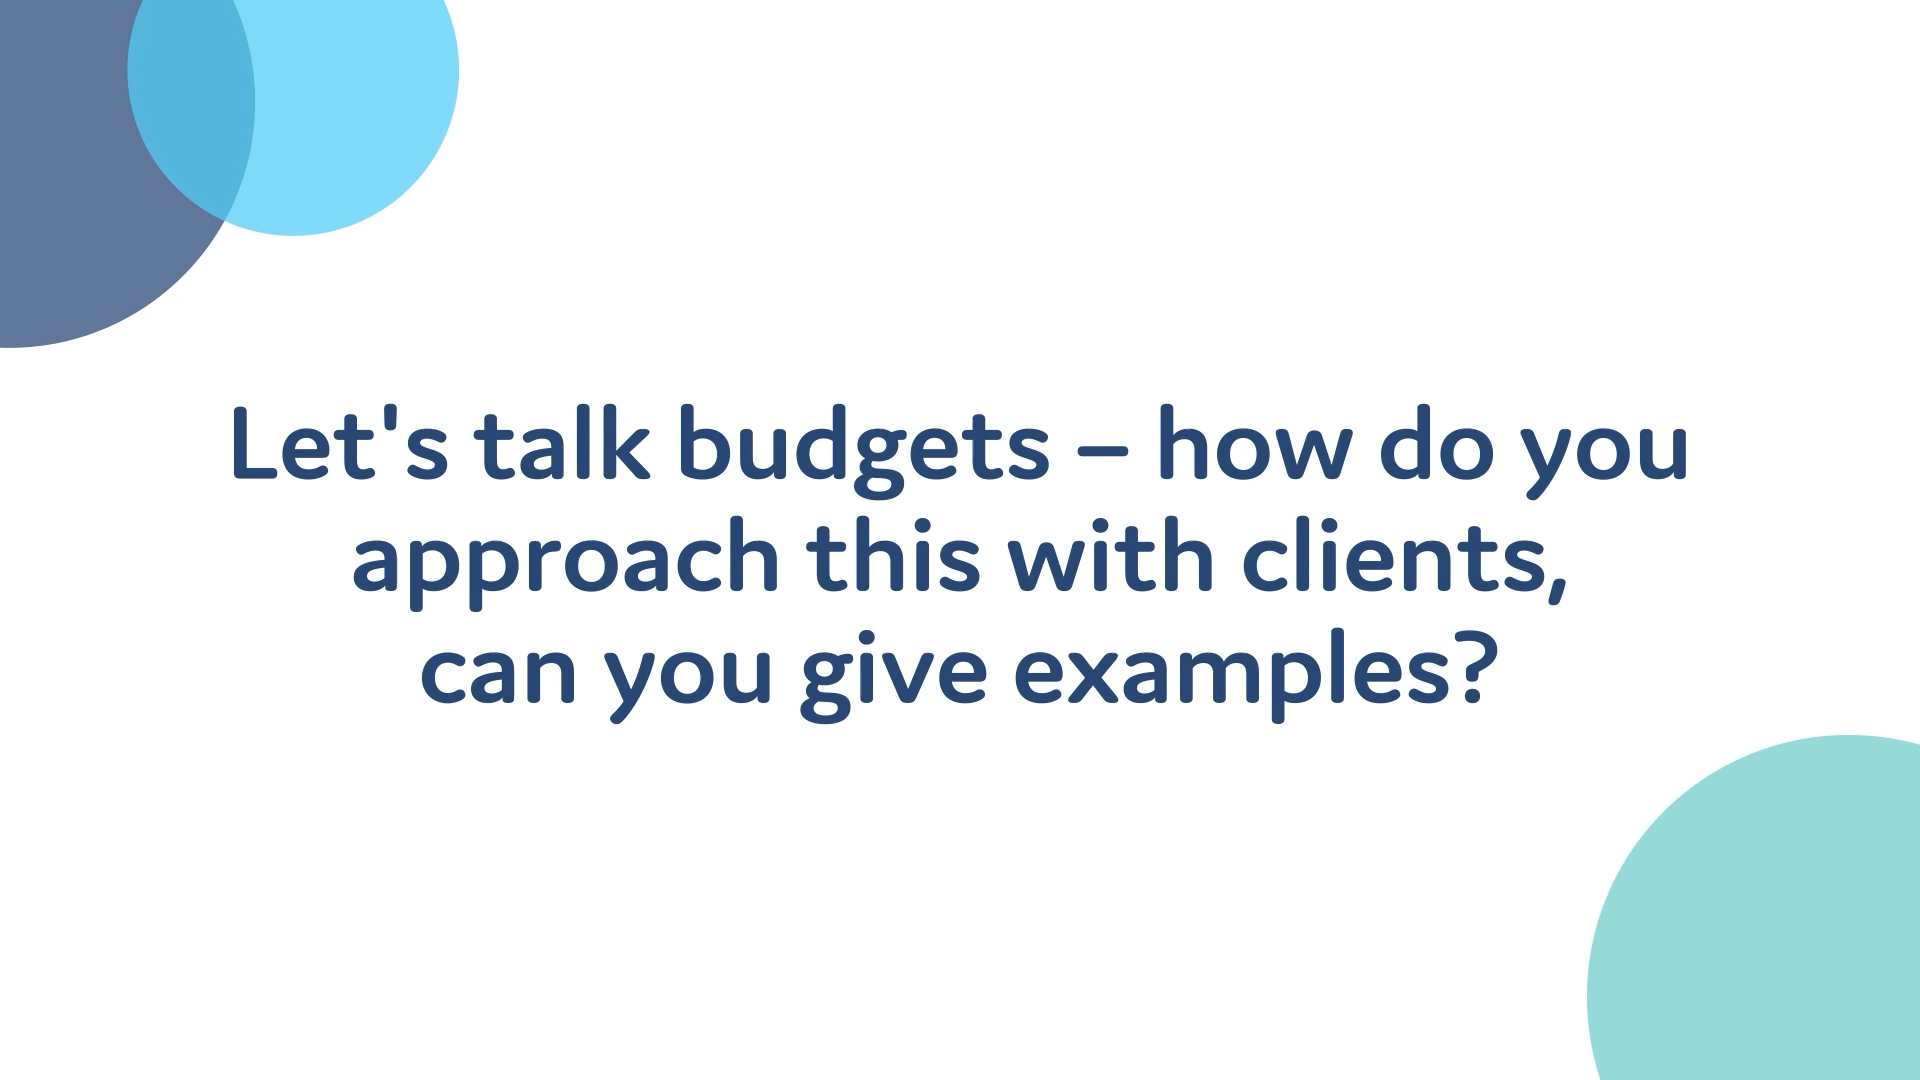 Let's talk budgets – how do you
approach this with clients,
can you give examples?